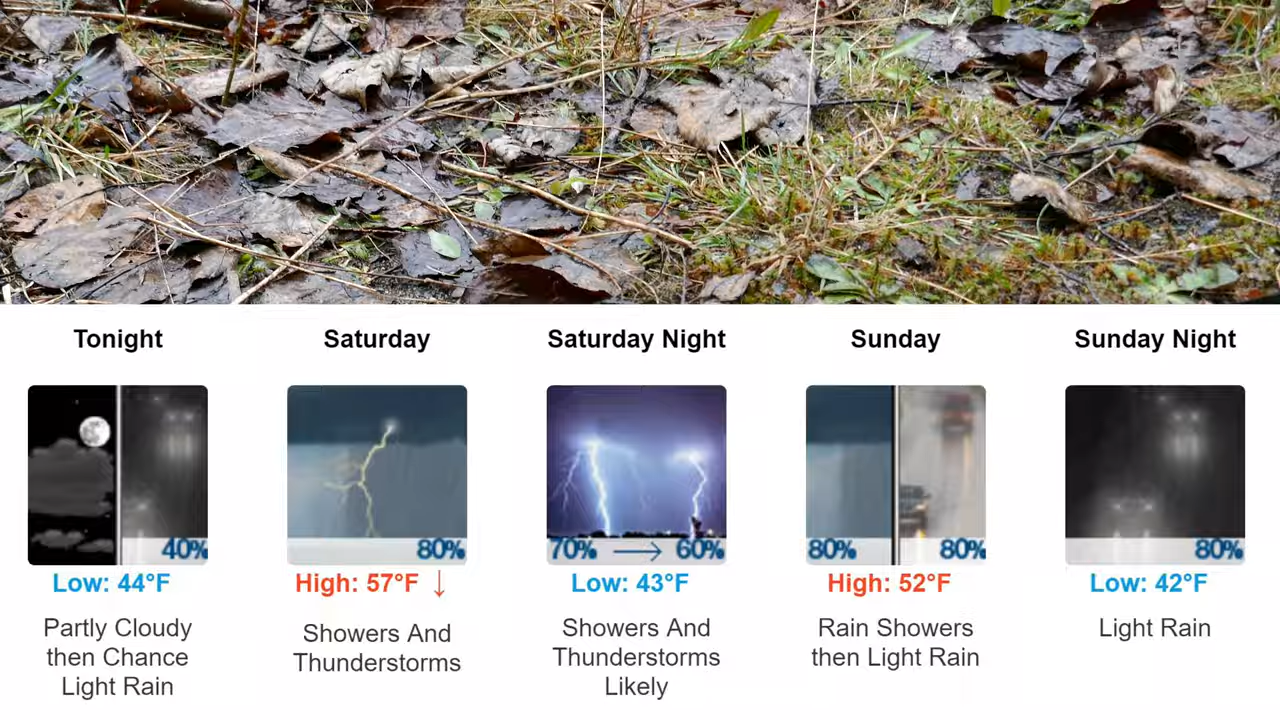 Tonight
40%
Low: 44°F
Partly Cloudy
then Chance
Light Rain
Saturday
80%
High: 57°F ↓
Showers And
Thunderstorms
Saturday Night
70% → 60%
Low: 43°F
Showers And
Thunderstorms
Likely
Sunday
80% 80%
High: 52°F
Rain Showers
then Light Rain
Sunday Night
80%
Low: 42°F
Light Rain